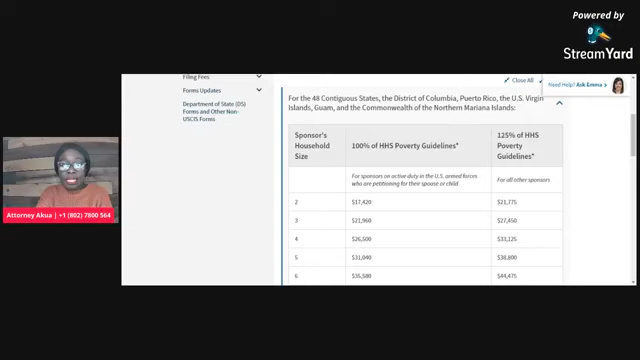 Powered by
StreamYard
Filing Fees
Forms Updates
Department of State (DS)
Forms and Other Non-
USCIS Forms
Close All
Need Help? Ask Emma
For the 48 Contiguous States, the District of Columbia, Puerto Rico, the U.S. Virgin
Islands, Guam, and the Commonwealth of the Northern Mariana Islands:
Sponsor's
Household
Size
100% of HHS Poverty Guidelines*
125% of HHS
Poverty
Guidelines*
For sponsors on active duty in the U.S. armed forces
who are petitioning for their spouse or child
For all other sponsors
2 $17,420 $21,775
3 $21,960 $27,450
4 $26,500 $33,125
5 $31,040 $38,800
6 $35,580 $44,475
Attorney Akua | +1 (802) 7800 564